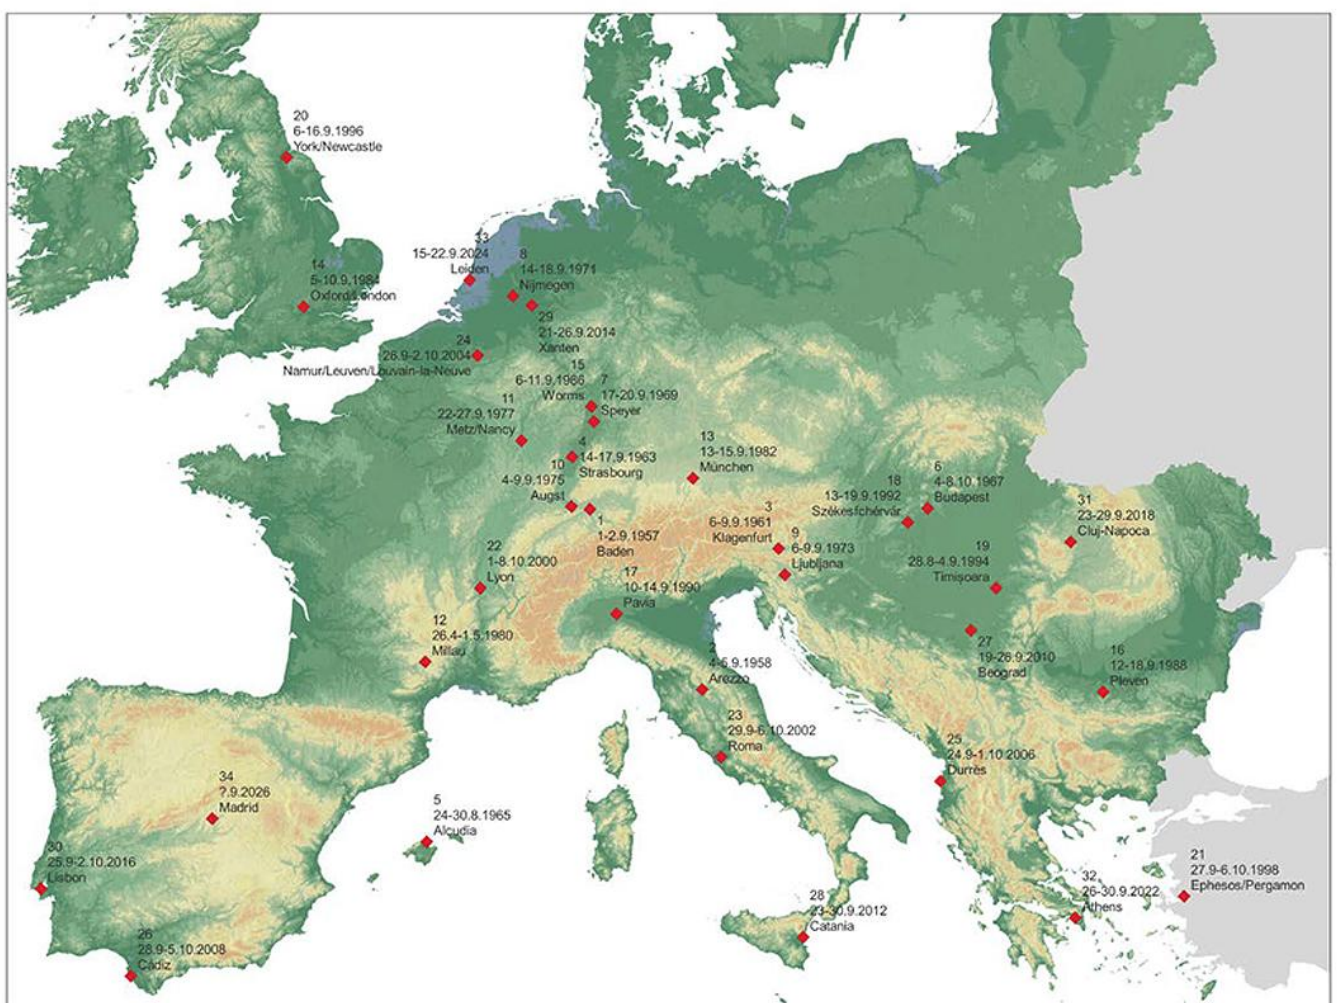 20
6-16.9.1996
York/Newcastle
14
5-10.9.1984
Oxford/London
33
15-22.9.2024
Leiden
8
14-18.9.1971
Nijmegen
29
21-26.9.2014
Xanten
24
26.9-2.10.2004
Namur/Leuven/Louvain-la-Neuve
15
6-11.9.1986
Worms
7
17-20.9.1969
Speyer
11
22-27.9.1977
Metz/Nancy
4
14-17.9.1963
Strasbourg
10
4-9.9.1975
Augst
1
1-2.9.1957
Baden
13
13-15.9.1982
München
18
13-19.9.1992
Székesfehérvár
6
4-8.10.1967
Budapest
3
6-9.9.1961
Klagenfurt
9
6-9.9.1973
Ljubljana
31
23-29.9.2018
Cluj-Napoca
19
28.8-4.9.1994
Timișoara
22
1-8.10.2000
Lyon
17
10-14.9.1990
Pavia
12
26.4-1.5.1980
Millau
27
19-26.9.2010
Beograd
16
12-18.9.1988
Pleven
2
4-6.9.1958
Arezzo
23
29.9-6.10.2002
Roma
25
24.9-1.10.2006
Durrës
34
?.9.2026
Madrid
5
24-30.8.1965
Alcudia
30
25.9-2.10.2016
Lisbon
26
28.9-5.10.2008
Cádiz
28
23-30.9.2012
Catania
32
26-30.9.2022
Athens
21
27.9-6.10.1998
Ephesos/Pergamon